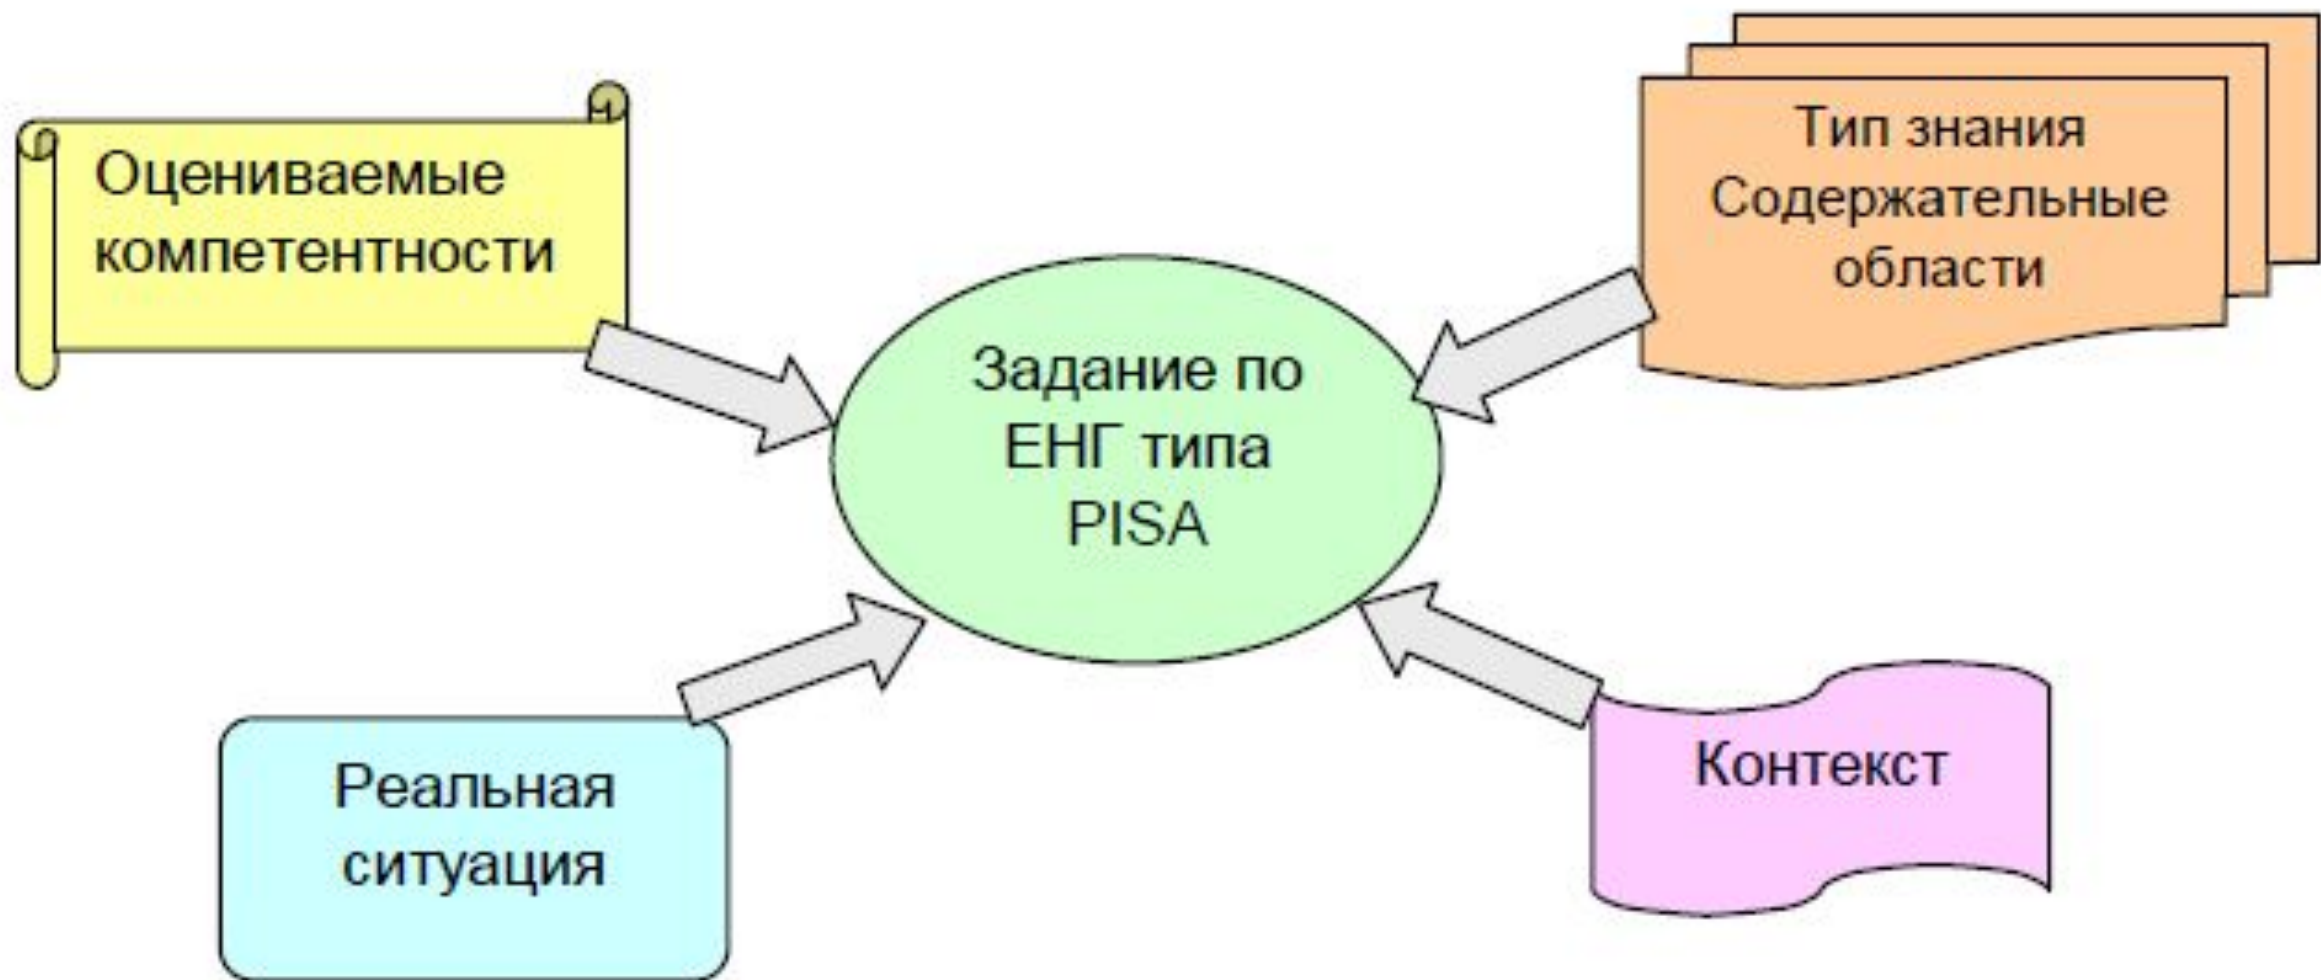 Оцениваемые
компетентности
Тип знания
Содержательные
области
Задание по
ЕНГ типа
PISA
Реальная
ситуация
Контекст